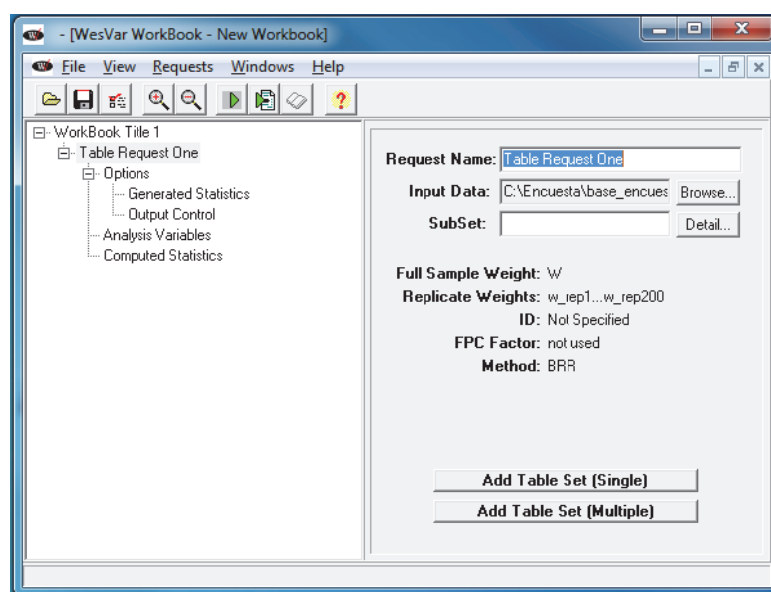 - [WesVar WorkBook - New Workbook]
File View Requests Windows Help
WorkBook Title 1
Table Request One
Options
Generated Statistics
Output Control
Analysis Variables
Computed Statistics
Request Name: Table Request One
Input Data: C:\Encuesta\base_encues Browse...
SubSet: Detail...
Full Sample Weight: W
Replicate Weights: w_rep1...w_rep200
ID: Not Specified
FPC Factor: not used
Method: BRR
Add Table Set (Single)
Add Table Set (Multiple)